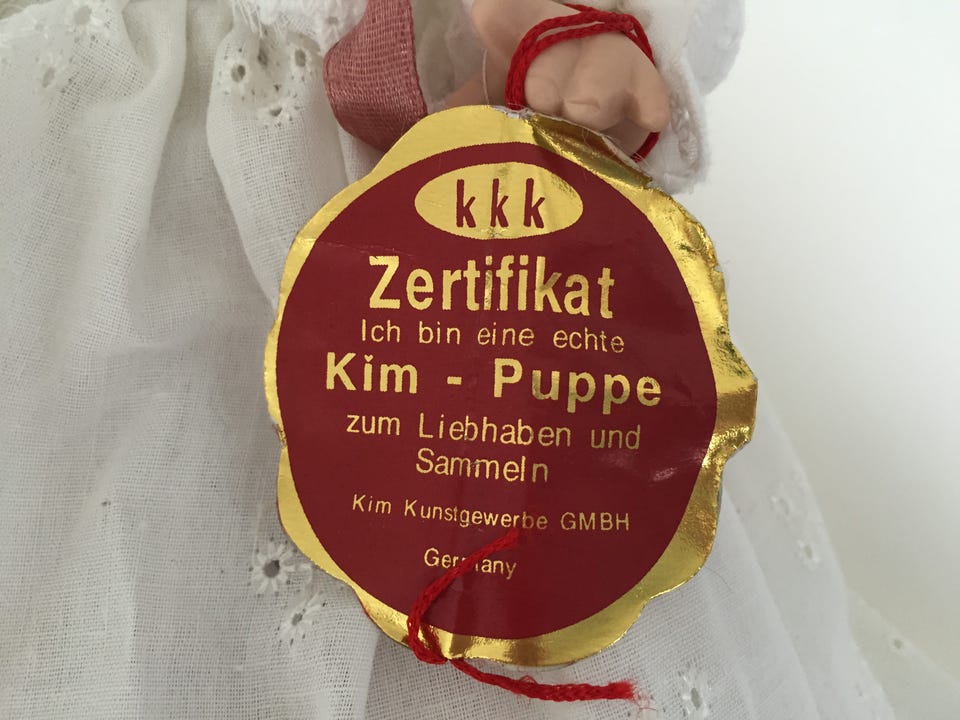 kkk
Zertifikat
Ich bin eine echte
Kim - Puppe
zum Liebhaben und
Sammeln
Kim Kunstgewerbe GMBH
Germany